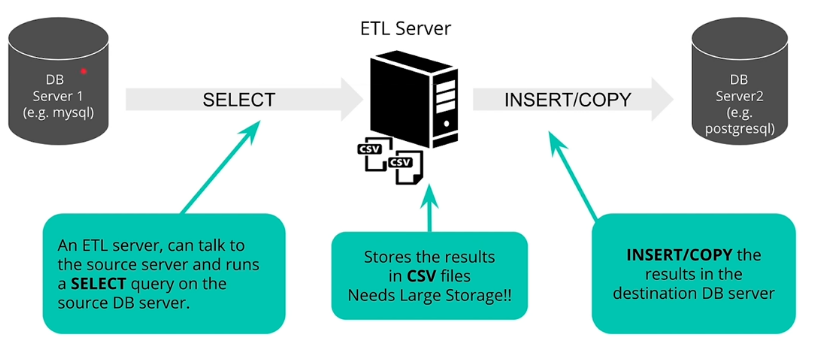 ETL Server
DB
Server 1
(e.g. mysql)
SELECT
CSV
CSV
INSERT/COPY
DB
Server2
(e.g.
postgresql)
An ETL server, can talk to
the source server and runs
a SELECT query on the
source DB server.
Stores the results
in CSV files
Needs Large Storage!!
INSERT/COPY the
results in the
destination DB server